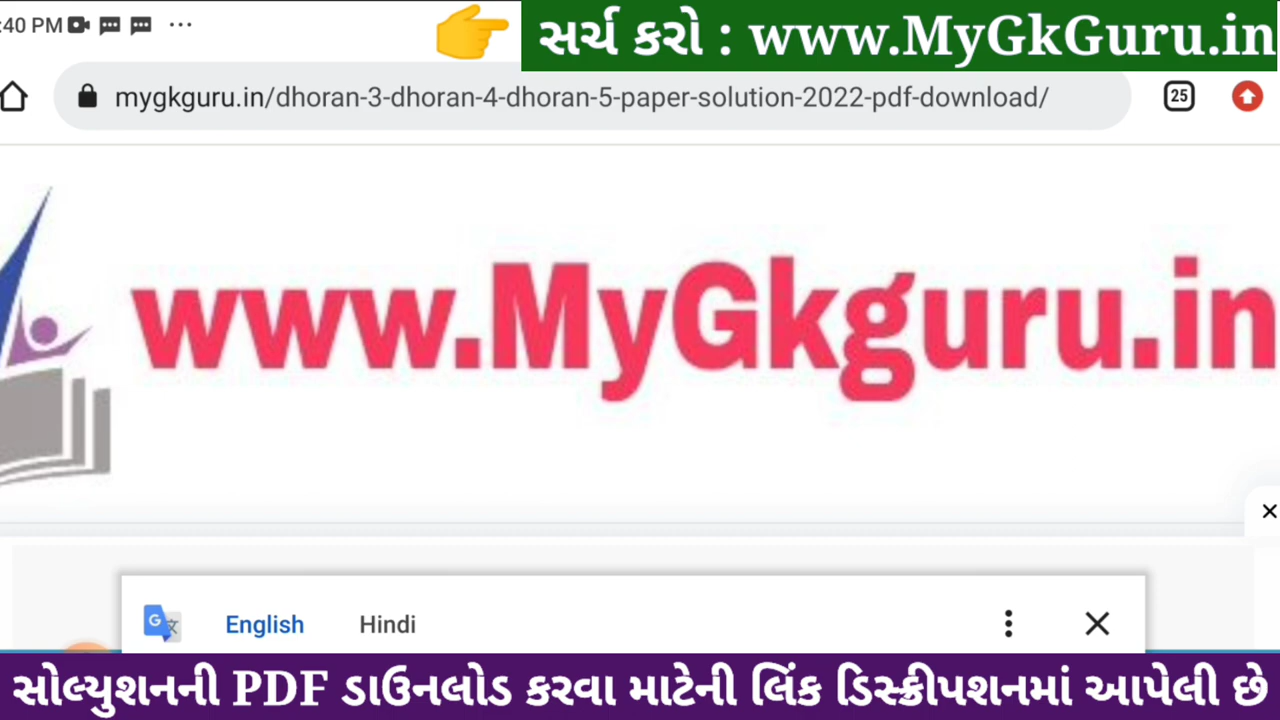 :40 PM
સર્ચ કરો : www.MyGkGuru.in
mygkguru.in/dhoran-3-dhoran-4-dhoran-5-paper-solution-2022-pdf-download/
25
www.MyGkguru.in
English Hindi
સોલ્યુશનની PDF ડાઉનલોડ કરવા માટેની લિંક ડિસ્ક્રીપશનમાં આપેલી છે